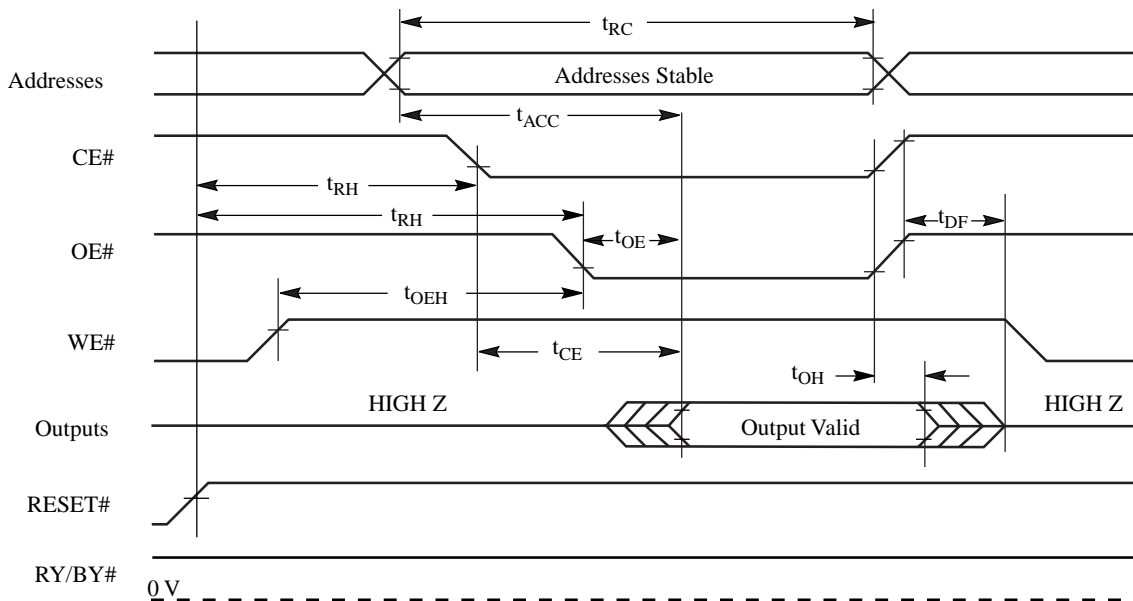 tRC
Addresses
Addresses Stable
tACC
CE#
tRH
tRH
tDF
tOE
OE#
tOEH
WE#
tCE
tOH
HIGH Z
HIGH Z
Outputs
Output Valid
RESET#
RY/BY#
0 V